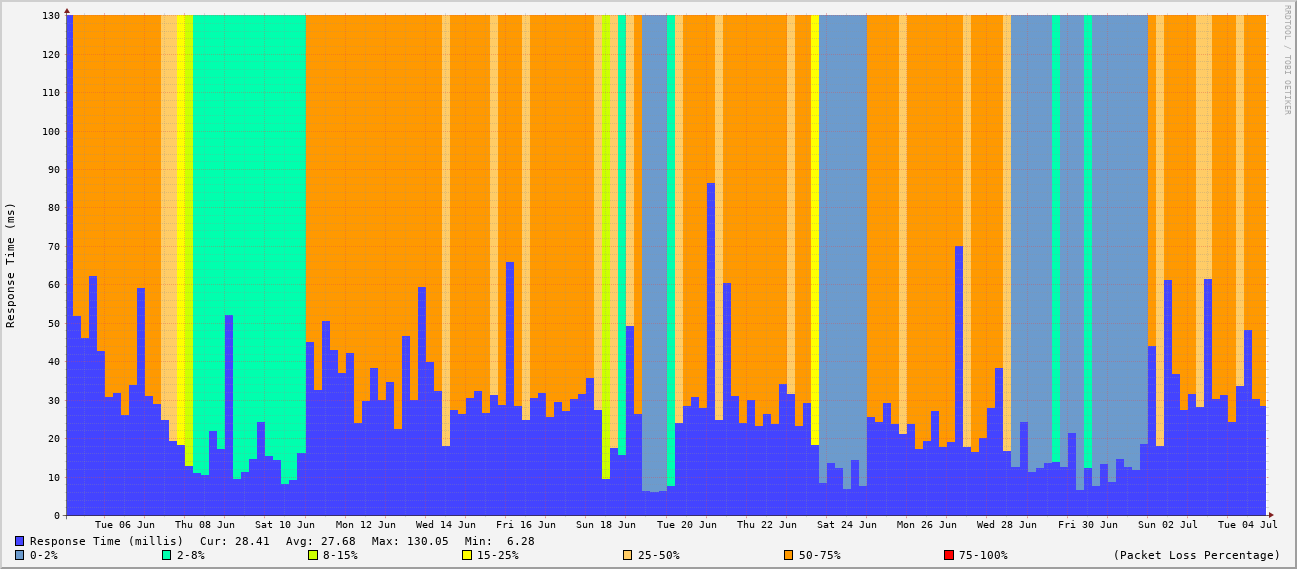 RRDTOOL / TOBI OETIKER
Response Time (ms)
130
120
110
100
90
80
70
60
50
40
30
20
10
0
Tue 06 Jun Thu 08 Jun Sat 10 Jun Mon 12 Jun Wed 14 Jun Fri 16 Jun Sun 18 Jun Tue 20 Jun Thu 22 Jun Sat 24 Jun Mon 26 Jun Wed 28 Jun Fri 30 Jun Sun 02 Jul Tue 04 Jul
Response Time (millis) Cur: 28.41 Avg: 27.68 Max: 130.05 Min: 6.28
0-2% 2-8% 8-15% 15-25% 25-50% 50-75% 75-100% (Packet Loss Percentage)